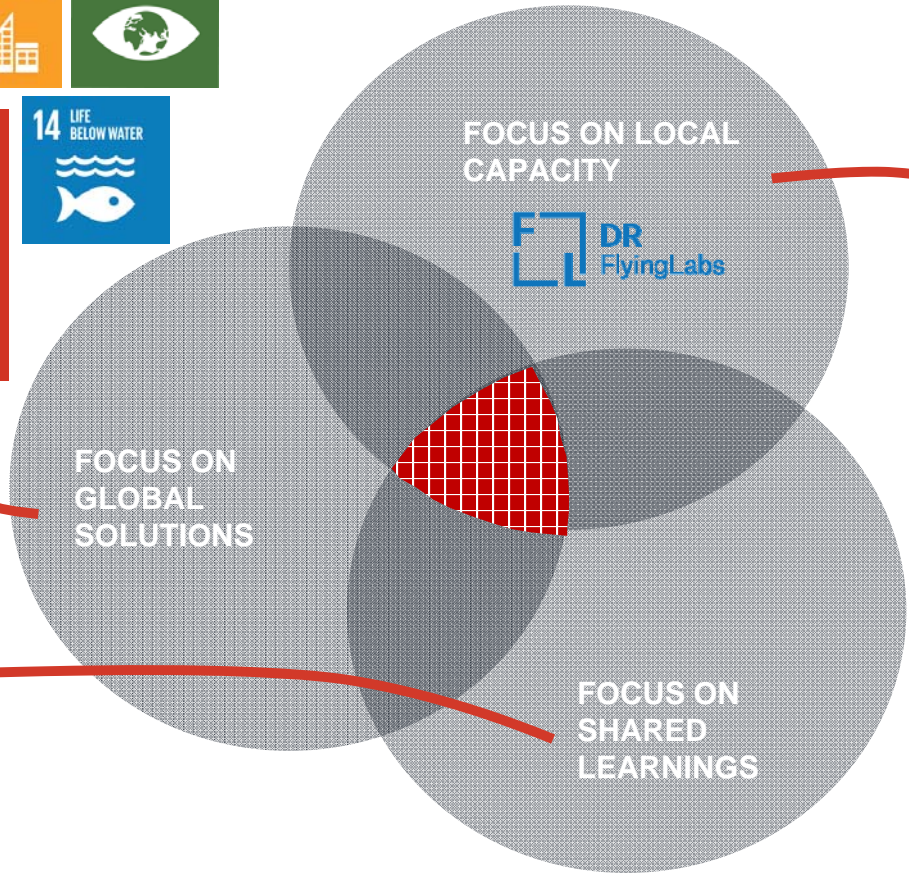 14 LIFE
BELOW WATER
FOCUS ON LOCAL
CAPACITY
F
DR
L L
FlyingLabs
FOCUS ON
GLOBAL
SOLUTIONS
FOCUS ON
SHARED
LEARNINGS